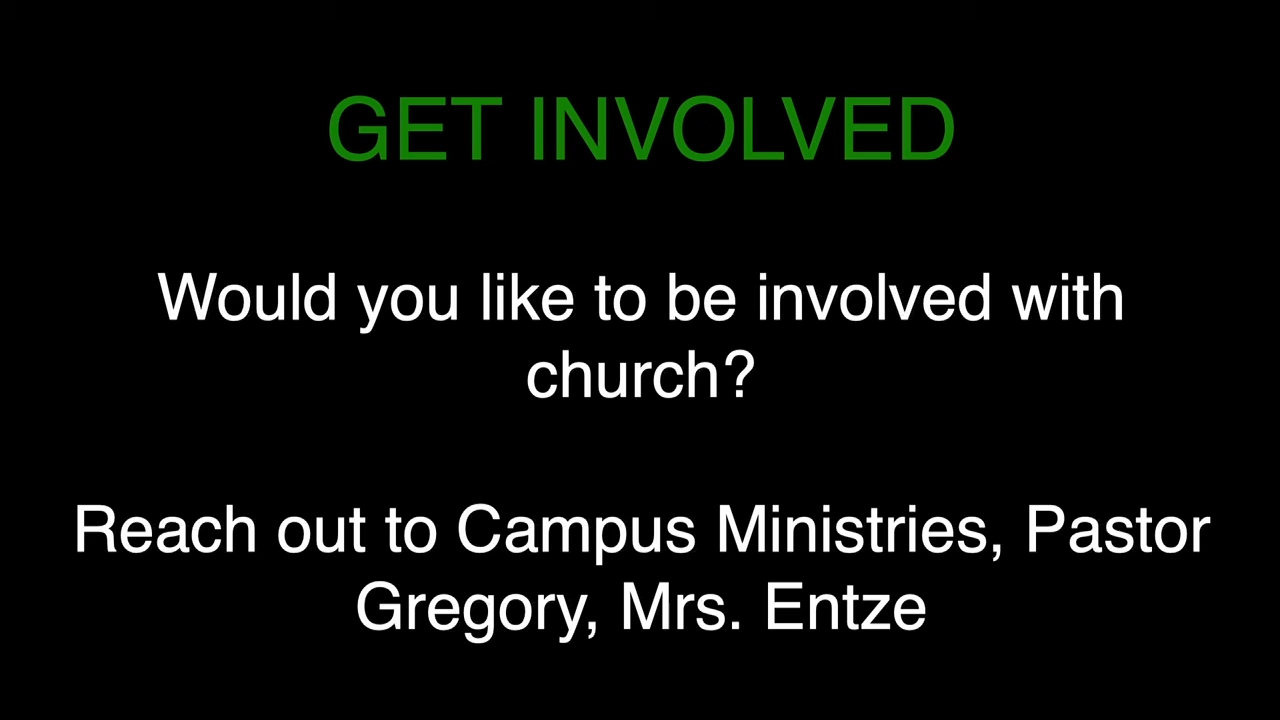 GET INVOLVED
Would you like to be involved with
church?
Reach out to Campus Ministries, Pastor
Gregory, Mrs. Entze